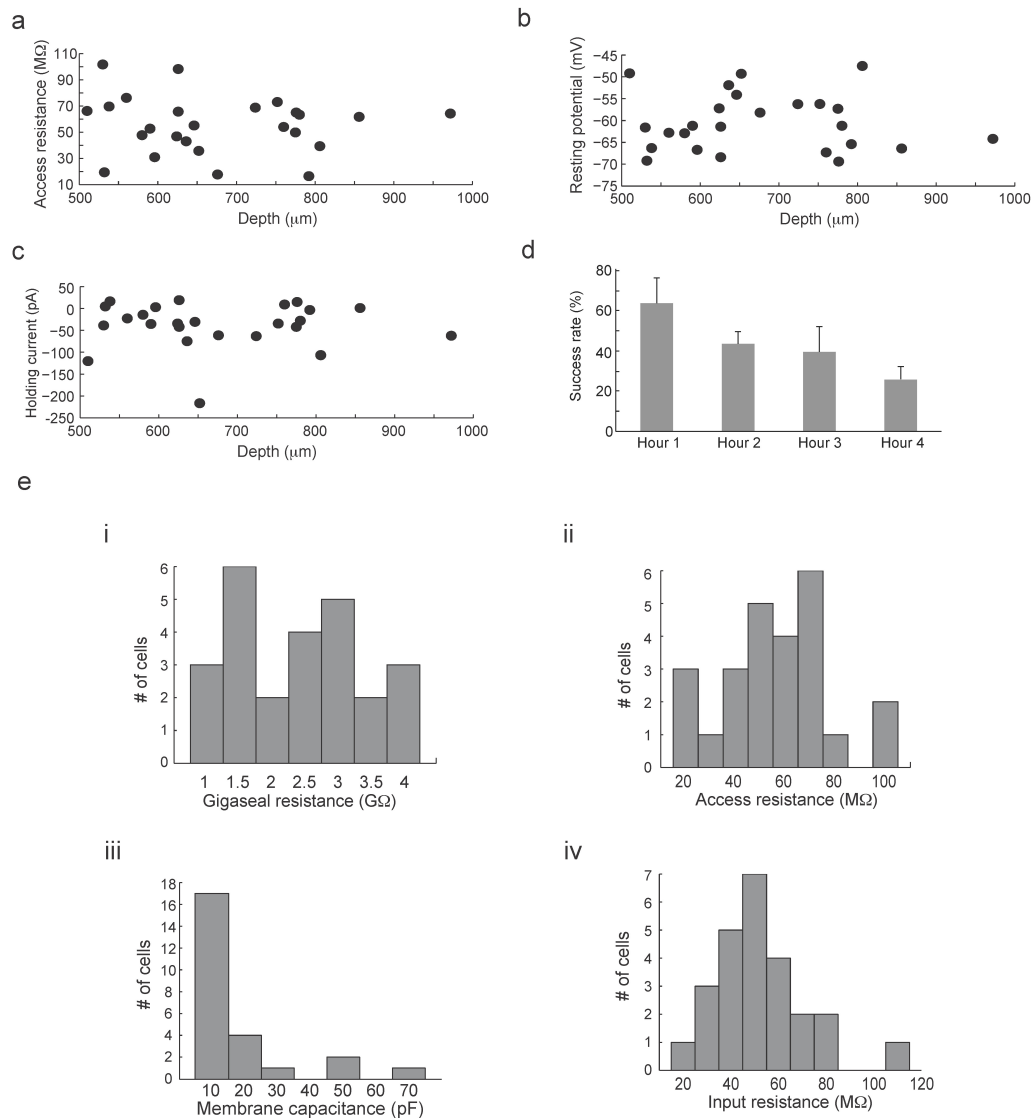 a
Access resistance (MΩ)
110
90
70
50
30
10
500 600 700 800 900 1000
Depth (μm)
b
Resting potential (mV)
−45
−50
−55
−60
−65
−70
−75
500 600 700 800 900 1000
Depth (μm)
c
Holding current (pA)
50
0
−50
−100
−150
−200
−250
500 600 700 800 900 1000
Depth (μm)
d
Success rate (%)
80
60
40
20
0
Hour 1 Hour 2 Hour 3 Hour 4
e
i
# of cells
6
5
4
3
2
1
0
1 1.5 2 2.5 3 3.5 4
Gigaseal resistance (GΩ)
ii
# of cells
6
5
4
3
2
1
0
20 40 60 80 100
Access resistance (MΩ)
iii
# of cells
18
16
14
12
10
8
6
4
2
0
10 20 30 40 50 60 70
Membrane capacitance (pF)
iv
# of cells
7
6
5
4
3
2
1
0
20 40 60 80 100 120
Input resistance (MΩ)